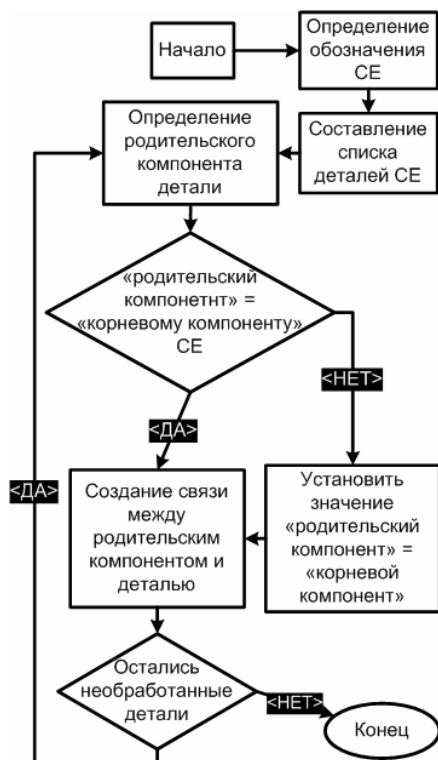 Начало
Определение
обозначения
СЕ
Составление
списка
деталей СЕ
Определение
родительского
компонента
детали
«родительский
компонетнт» =
«корневому компоненту»
СЕ
<НЕТ>
<ДА>
<ДА>
Установить
значение
«родительский
компонент» =
«корневой
компонент»
Создание связи
между
родительским
компонентом и
деталью
Остались
необработанные
детали
<НЕТ>
Конец